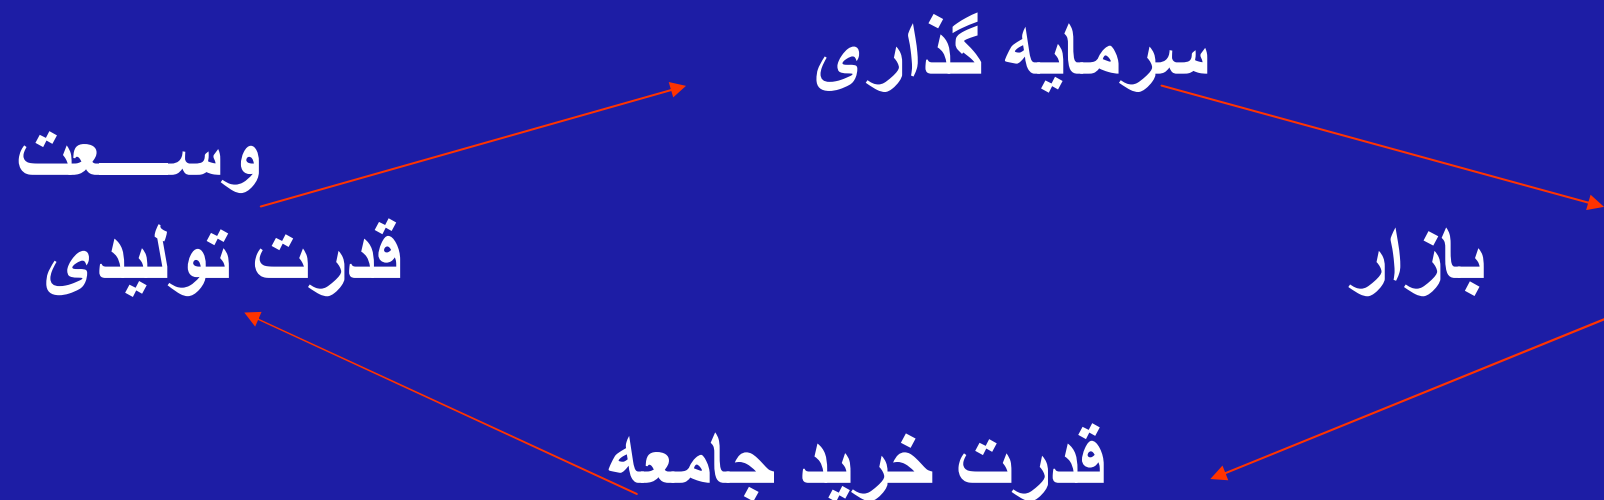 سرمایه گذاری
وســـعت
قدرت تولیدی
بازار
قدرت خرید جامعه